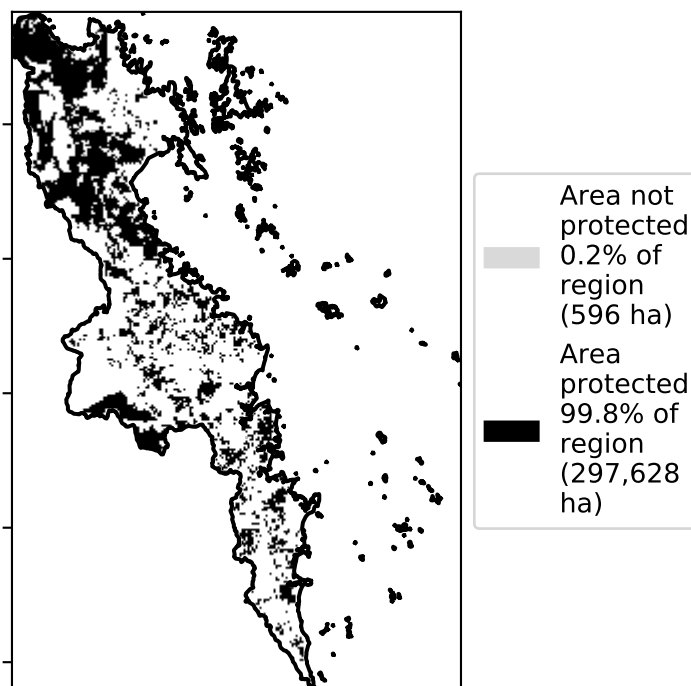 Area not
protected
0.2% of
region
(596 ha)
Area
protected
99.8% of
region
(297,628
ha)